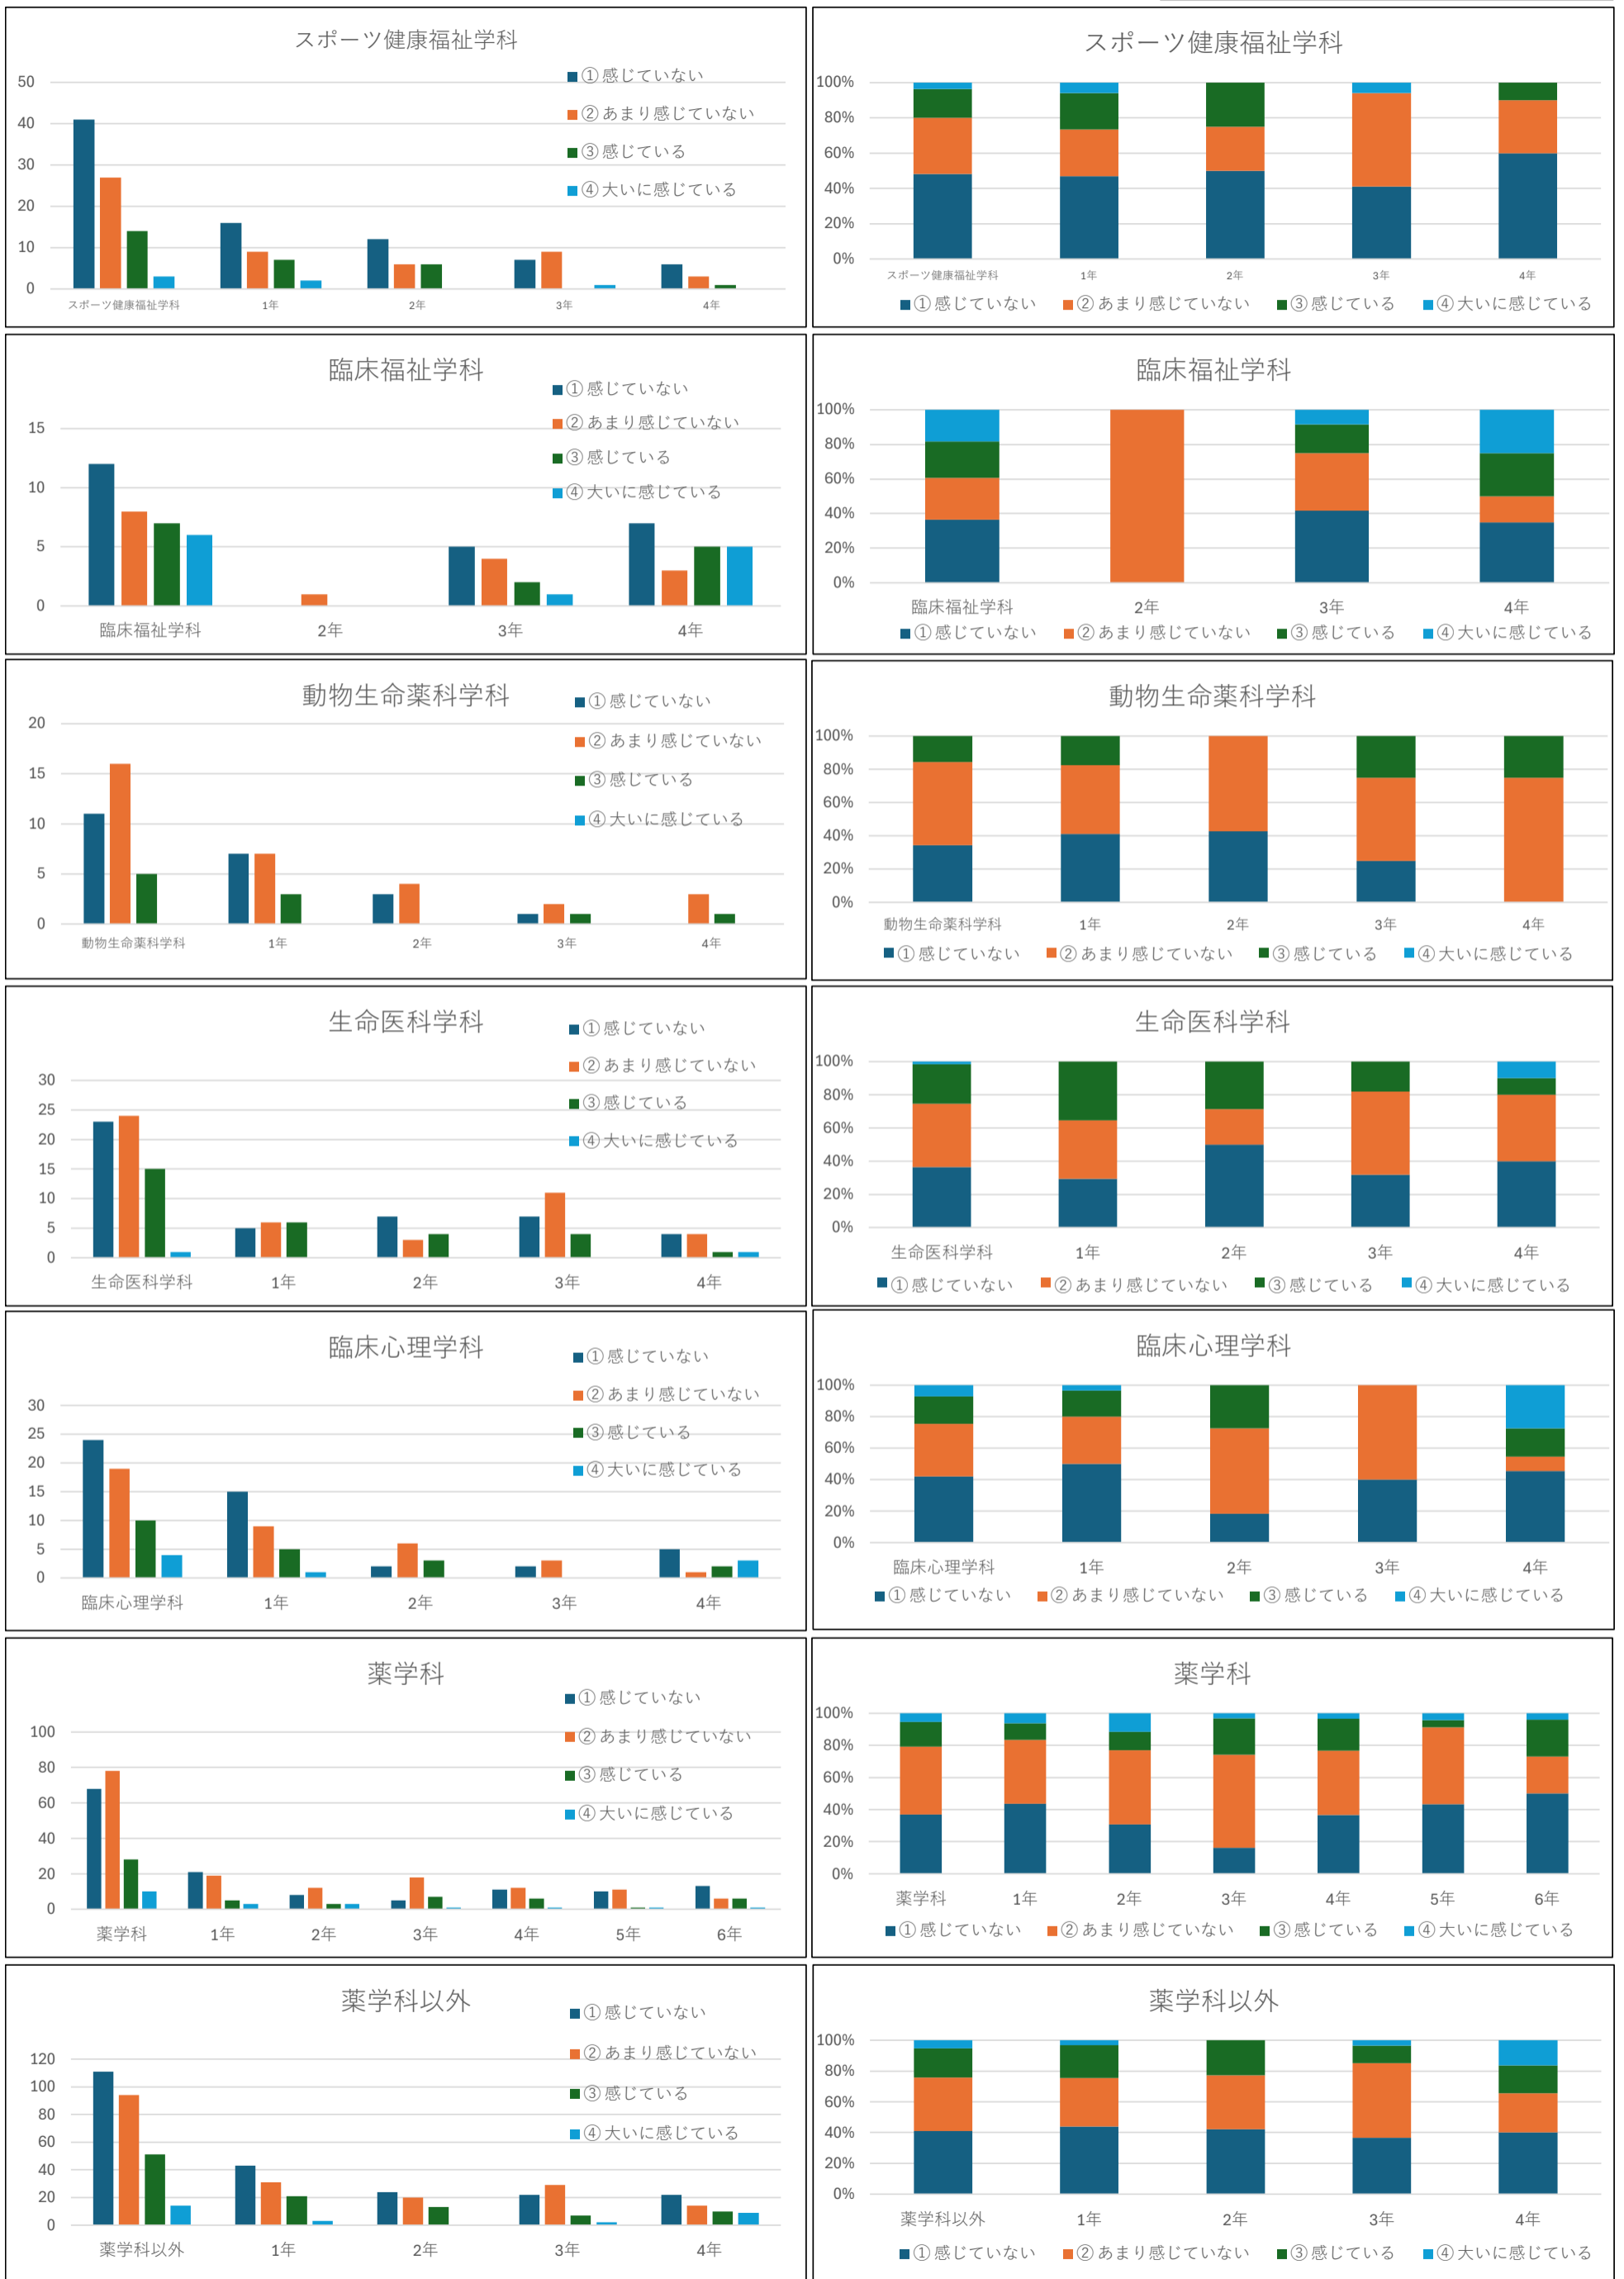 スポーツ健康福祉学科
①感じていない
②あまり感じていない
③感じている
④大いに感じている
50
40
30
20
10
0
スポーツ健康福祉学科 1年 2年 3年 4年
スポーツ健康福祉学科
100%
80%
60%
40%
20%
0%
スポーツ健康福祉学科 1年 2年 3年 4年
①感じていない ②あまり感じていない ③感じている ④大いに感じている
臨床福祉学科
①感じていない
②あまり感じていない
③感じている
④大いに感じている
15
10
5
0
臨床福祉学科 2年 3年 4年
臨床福祉学科
100%
80%
60%
40%
20%
0%
臨床福祉学科 2年 3年 4年
①感じていない ②あまり感じていない ③感じている ④大いに感じている
動物生命薬科学科
①感じていない
②あまり感じていない
③感じている
④大いに感じている
20
15
10
5
0
動物生命薬科学科 1年 2年 3年 4年
動物生命薬科学科
100%
80%
60%
40%
20%
0%
動物生命薬科学科 1年 2年 3年 4年
①感じていない ②あまり感じていない ③感じている ④大いに感じている
生命医科学科
①感じていない
②あまり感じていない
③感じている
④大いに感じている
30
25
20
15
10
5
0
生命医科学科 1年 2年 3年 4年
生命医科学科
100%
80%
60%
40%
20%
0%
生命医科学科 1年 2年 3年 4年
①感じていない ②あまり感じていない ③感じている ④大いに感じている
臨床心理学科
①感じていない
②あまり感じていない
③感じている
④大いに感じている
30
25
20
15
10
5
0
臨床心理学科 1年 2年 3年 4年
臨床心理学科
100%
80%
60%
40%
20%
0%
臨床心理学科 1年 2年 3年 4年
①感じていない ②あまり感じていない ③感じている ④大いに感じている
薬学科
①感じていない
②あまり感じていない
③感じている
④大いに感じている
100
80
60
40
20
0
薬学科 1年 2年 3年 4年 5年 6年
薬学科
100%
80%
60%
40%
20%
0%
薬学科 1年 2年 3年 4年 5年 6年
①感じていない ②あまり感じていない ③感じている ④大いに感じている
薬学科以外
①感じていない
②あまり感じていない
③感じている
④大いに感じている
120
100
80
60
40
20
0
薬学科以外 1年 2年 3年 4年
薬学科以外
100%
80%
60%
40%
20%
0%
薬学科以外 1年 2年 3年 4年
①感じていない ②あまり感じていない ③感じている ④大いに感じている